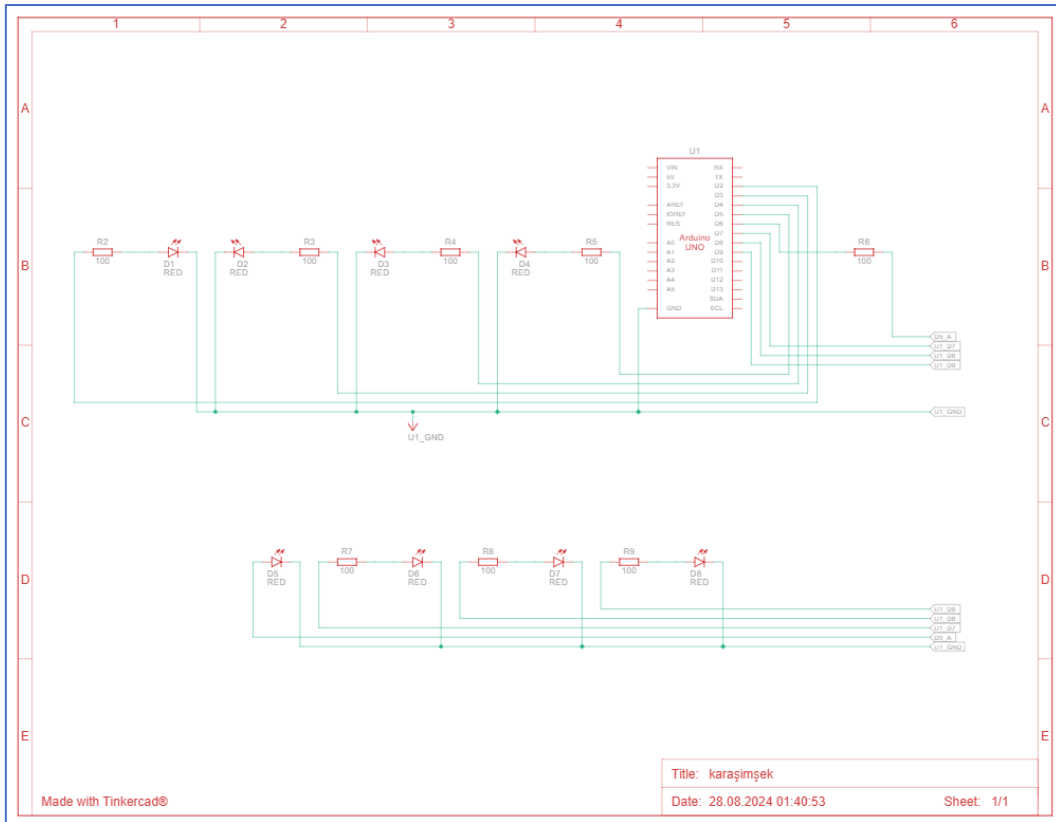 1 2 3 4 5 6
A A
U1
VIN RX
5V TX
3.3V D2
D3
AREF D4
IOREF D5
RES D6
D7
A0 D8
A1 D9
A2 D10
A3 D11
A4 D12
A5 D13
SDA
GND SCL
Arduino
UNO
R2 R3 R4 R5 R6
B B
100 100 100 100 100
D1 D2 D3 D4
RED RED RED RED
D5_A
U1_D7
U1_D8
U1_D9
U1_GND
C C
U1_GND
R7 R8 R9
D D
100 100 100
D5 D6 D7 D8
RED RED RED RED
U1_D9
U1_D8
U1_D7
D5_A
U1_GND
E E
Title: karaşimşek
Made with Tinkercad®
Date: 28.08.2024 01:40:53 Sheet: 1/1